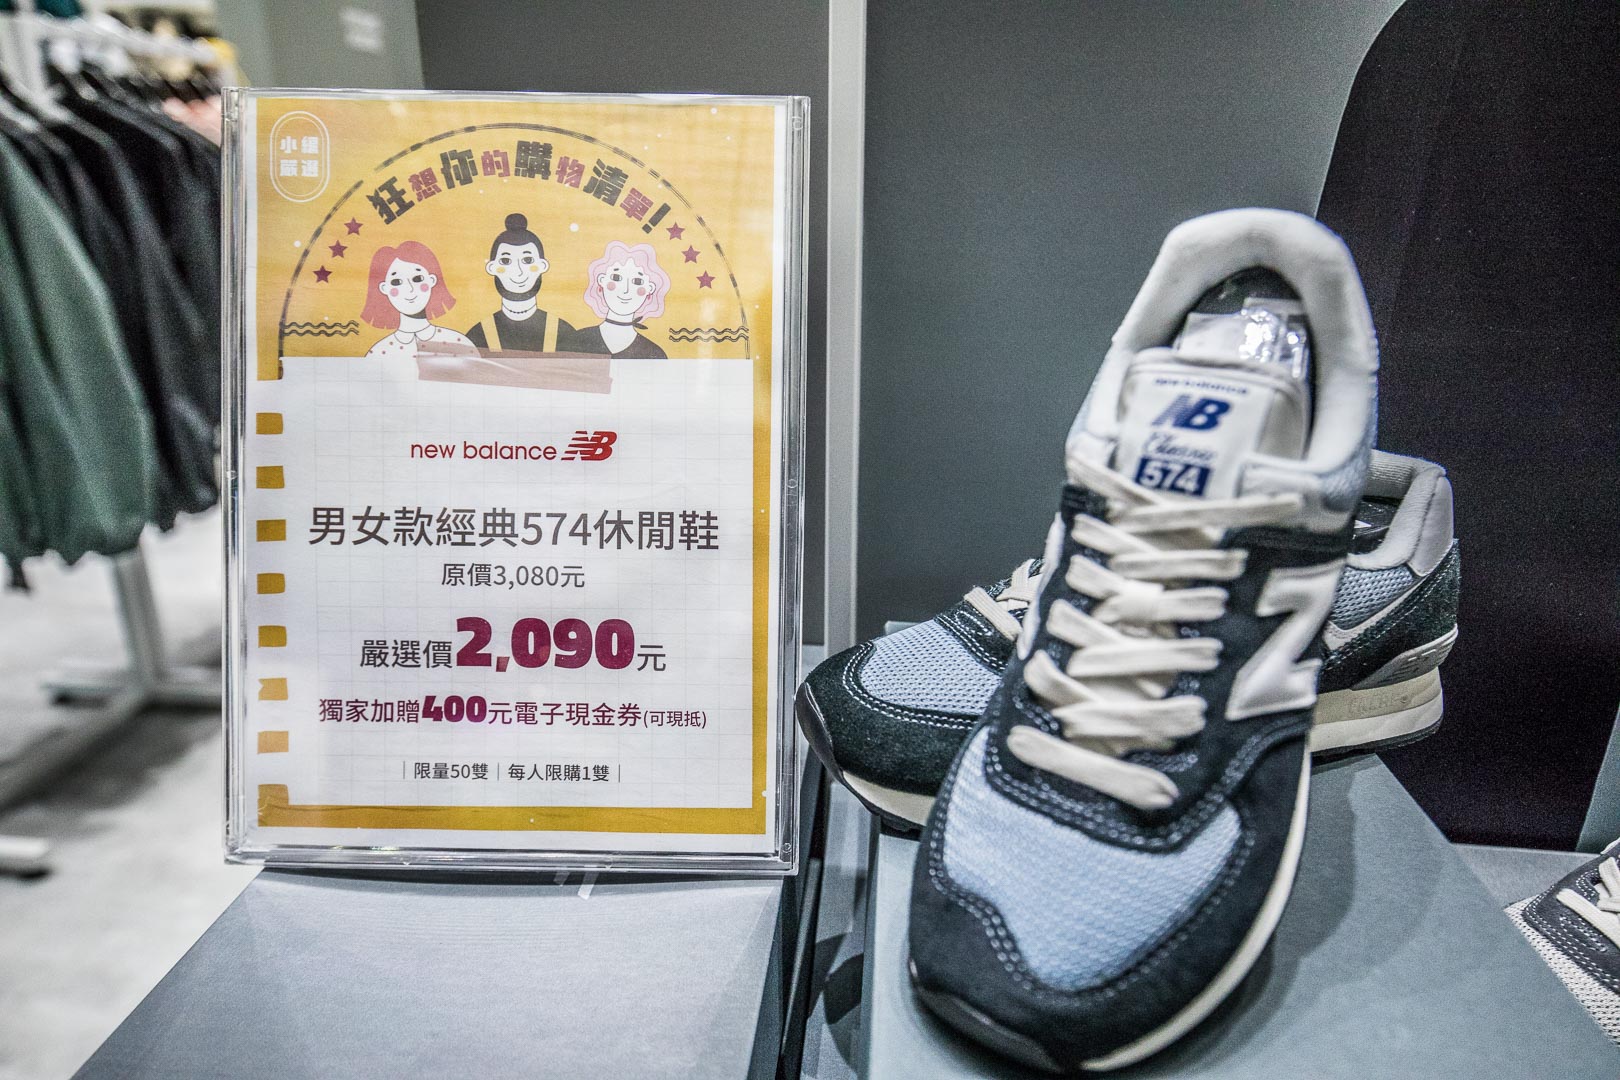 小編
嚴選
狂想你的購物清單!
new balance NB
男女款經典574休閒鞋
原價3,080元
嚴選價2,090元
獨家加贈400元電子現金券(可現抵)
|限量50雙|每人限購1雙|
new balance
NB
Classic
574
N